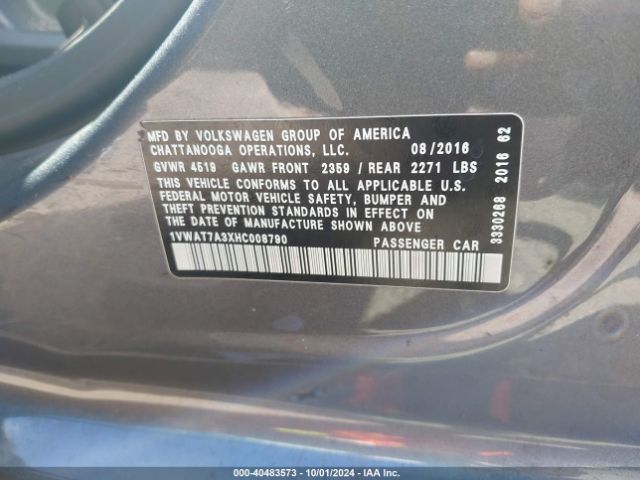 MFD BY VOLKSWAGEN GROUP OF AMERICA
CHATTANOOGA OPERATIONS, LLC. 08/2016
GVWR 4519 GAWR FRONT 2359 / REAR 2271 LBS
THIS VEHICLE CONFORMS TO ALL APPLICABLE U.S.
FEDERAL MOTOR VEHICLE SAFETY, BUMPER AND
THEFT PREVENTION STANDARDS IN EFFECT ON
THE DATE OF MANUFACTURE SHOWN ABOVE
1VWAT7A3XHC008790 PASSENGER CAR
3330268 2016 62
000-40483573 - 10/01/2024 - IAA Inc.